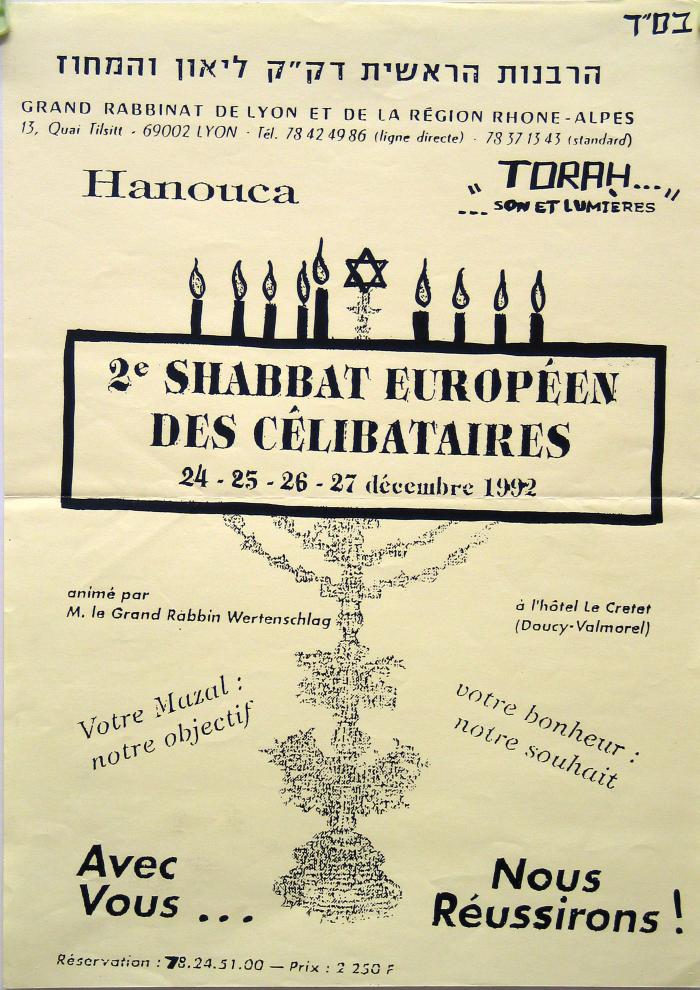 בס״ד
הרבנות הראשית דק״ק ליאון והמחוז
GRAND RABBINAT DE LYON ET DE LA RÉGION RHONE-ALPES
13, Quai Tilsitt - 69002 LYON - Tél. 78 42 49 86 (ligne directe) - 78 37 13 43 (standard)
Hanouca
"TORAH...
...SON ET LUMIÈRES"
2e SHABBAT EUROPÉEN
DES CÉLIBATAIRES
24 - 25 - 26 - 27 décembre 1992
animé par
M. le Grand Rabbin Wertenschlag
à l'hôtel Le Cretet
(Doucy-Valmorel)
Votre Mazal :
notre objectif
votre bonheur :
notre souhait
Avec
Vous ...
Nous
Réussirons !
Réservation : 78.24.51.00 — Prix : 2 250 F